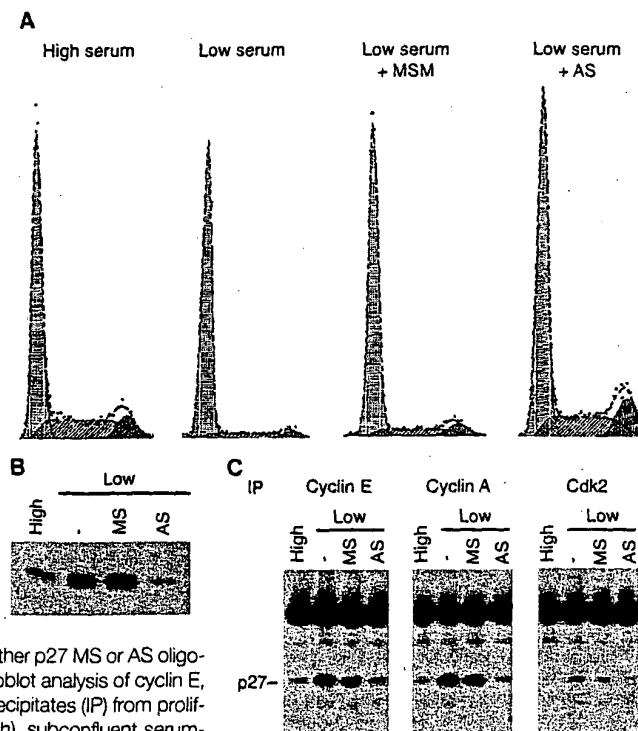 A
High serum
Low serum
Low serum
+ MSM
Low serum
+ AS
B
Low
High
-
MS
AS
C
IP
Cyclin E
Cyclin A
Cdk2
Low
Low
Low
High
-
MS
AS
High
-
MS
AS
High
-
MS
AS
p27–
ther p27 MS or AS oligo-
oblot analysis of cyclin E,
ecipitates (IP) from prolif-
h), subconfluent serum-